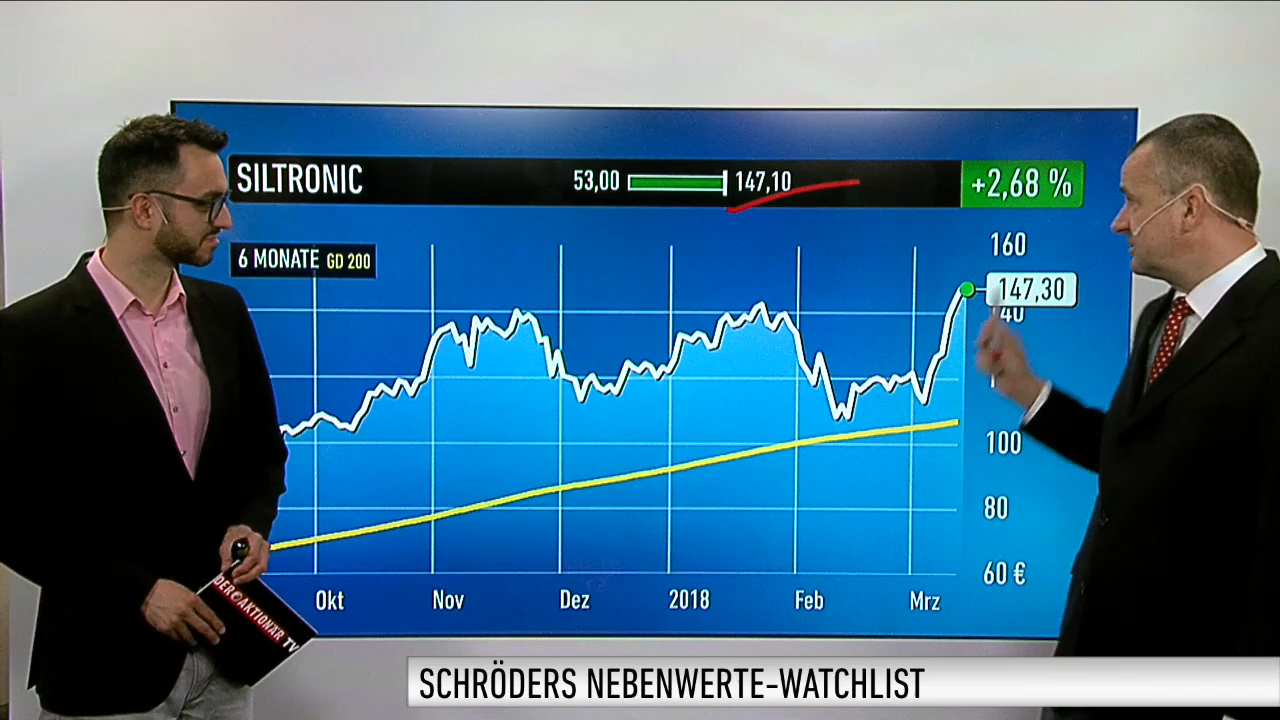 SILTRONIC
53,00
147,10
+2,68 %
6 MONATE GD 200
160
147,30
100
80
60 €
Okt
Nov
Dez
2018
Feb
Mrz
DER AKTIONÄR TV
SCHRÖDERS NEBENWERTE-WATCHLIST